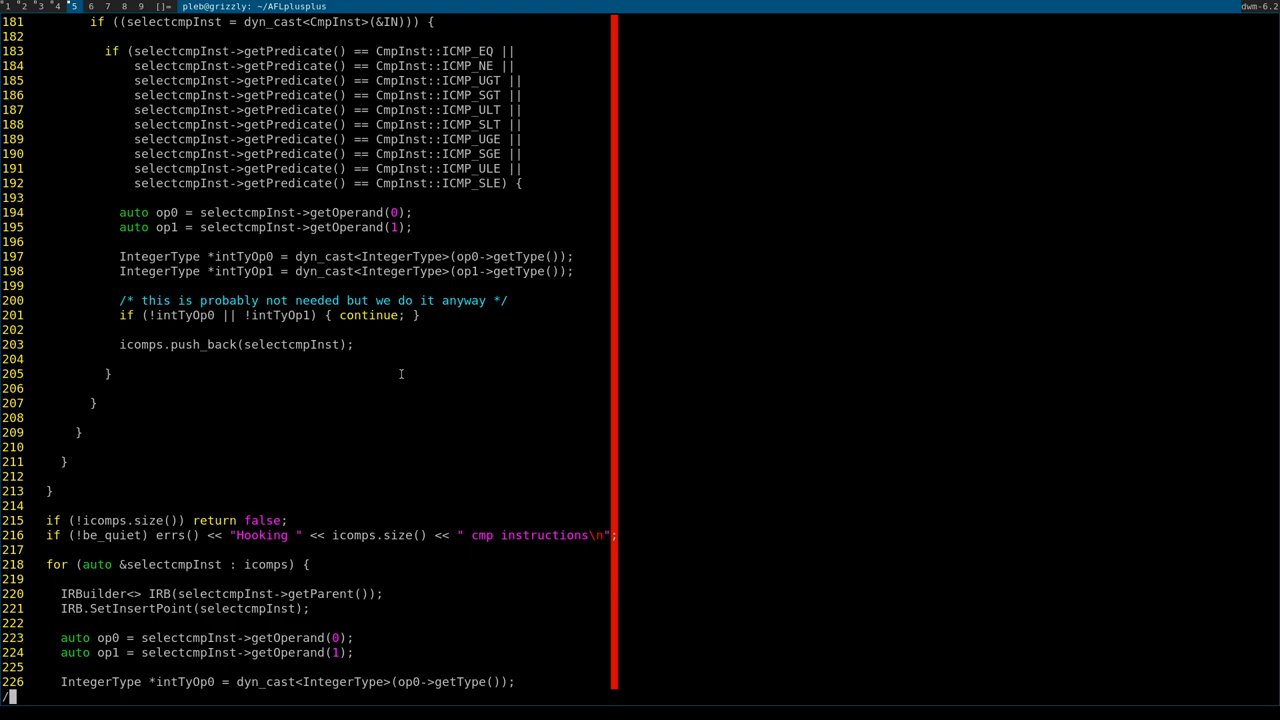 1 2 3 4 5 6 7 8 9 []= pleb@grizzly: ~/AFLplusplus dwm-6.2
181         if ((selectcmpInst = dyn_cast<CmpInst>(&IN))) {
182
183           if (selectcmpInst->getPredicate() == CmpInst::ICMP_EQ ||
184               selectcmpInst->getPredicate() == CmpInst::ICMP_NE ||
185               selectcmpInst->getPredicate() == CmpInst::ICMP_UGT ||
186               selectcmpInst->getPredicate() == CmpInst::ICMP_SGT ||
187               selectcmpInst->getPredicate() == CmpInst::ICMP_ULT ||
188               selectcmpInst->getPredicate() == CmpInst::ICMP_SLT ||
189               selectcmpInst->getPredicate() == CmpInst::ICMP_UGE ||
190               selectcmpInst->getPredicate() == CmpInst::ICMP_SGE ||
191               selectcmpInst->getPredicate() == CmpInst::ICMP_ULE ||
192               selectcmpInst->getPredicate() == CmpInst::ICMP_SLE) {
193
194             auto op0 = selectcmpInst->getOperand(0);
195             auto op1 = selectcmpInst->getOperand(1);
196
197             IntegerType *intTyOp0 = dyn_cast<IntegerType>(op0->getType());
198             IntegerType *intTyOp1 = dyn_cast<IntegerType>(op1->getType());
199
200             /* this is probably not needed but we do it anyway */
201             if (!intTyOp0 || !intTyOp1) { continue; }
202
203             icomps.push_back(selectcmpInst);
204
205           }
206
207         }
208
209       }
210
211     }
212
213   }
214
215   if (!icomps.size()) return false;
216   if (!be_quiet) errs() << "Hooking " << icomps.size() << " cmp instructions\n";
217
218   for (auto &selectcmpInst : icomps) {
219
220     IRBuilder<> IRB(selectcmpInst->getParent());
221     IRB.SetInsertPoint(selectcmpInst);
222
223     auto op0 = selectcmpInst->getOperand(0);
224     auto op1 = selectcmpInst->getOperand(1);
225
226     IntegerType *intTyOp0 = dyn_cast<IntegerType>(op0->getType());
/